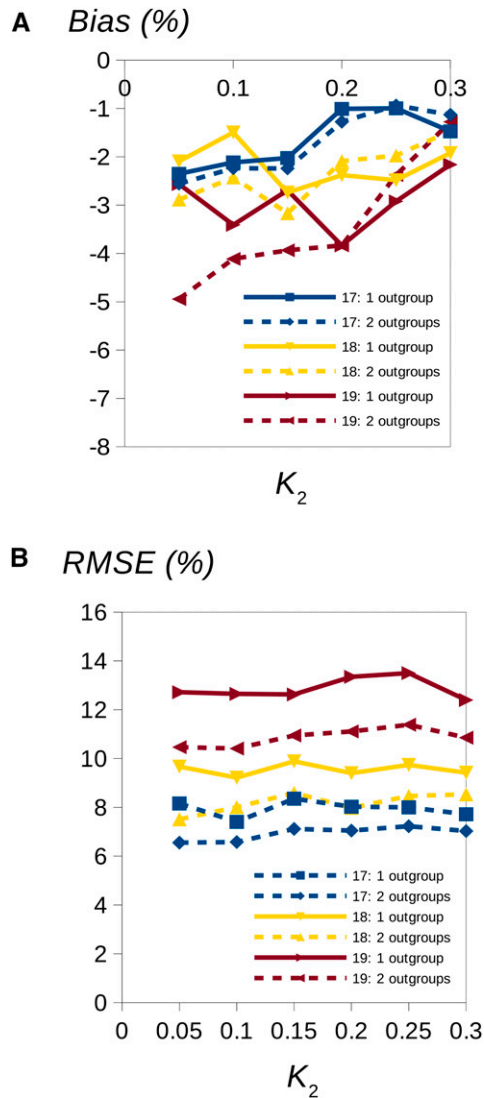 A Bias (%)
0
0 0.1 0.2 0.3
-1
-2
-3
-4
-5
-6
-7
-8
17: 1 outgroup
17: 2 outgroups
18: 1 outgroup
18: 2 outgroups
19: 1 outgroup
19: 2 outgroups
K2
B RMSE (%)
16
14
12
10
8
6
4
2
0
17: 1 outgroup
17: 2 outgroups
18: 1 outgroup
18: 2 outgroups
19: 1 outgroup
19: 2 outgroups
0 0.05 0.1 0.15 0.2 0.25 0.3
K2